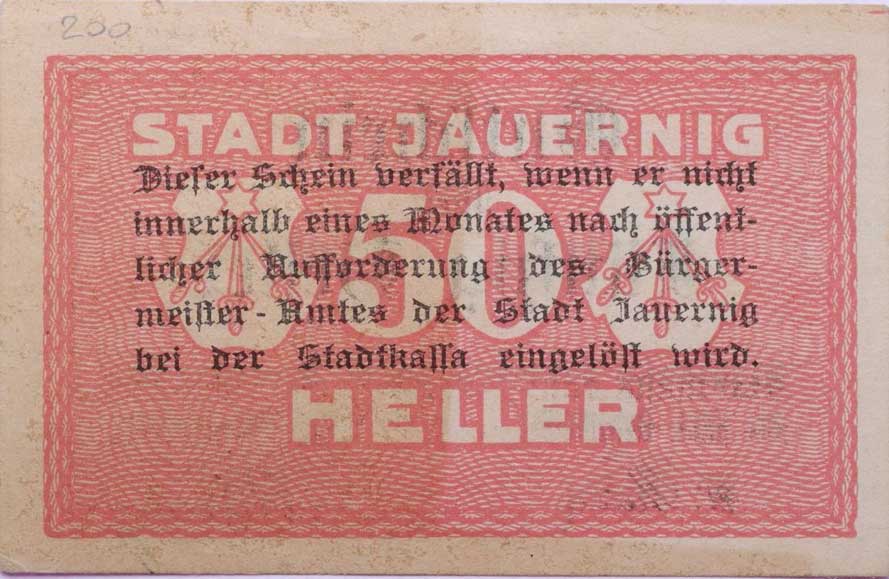 200
STADT JAUERNIG
Dieser Schein verfällt, wenn er nicht
innerhalb eines Monates nach öffent-
licher Aufforderung des Bürger-
meister-Amtes der Stadt Jauernig
bei der Stadtkassa eingelöst wird.
50
HELLER